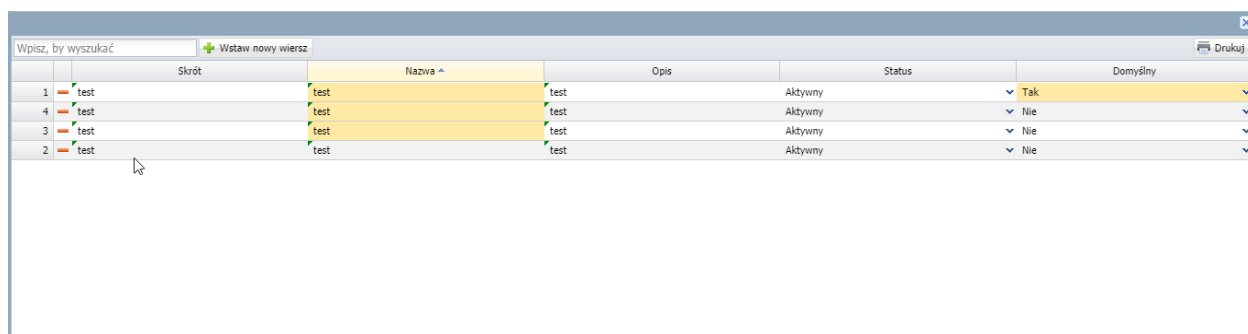 Wpisz, by wyszukać Wstaw nowy wiersz Drukuj
Skrót Nazwa Opis Status Domyślny
1 test test test Aktywny Tak
4 test test test Aktywny Nie
3 test test test Aktywny Nie
2 test test test Aktywny Nie